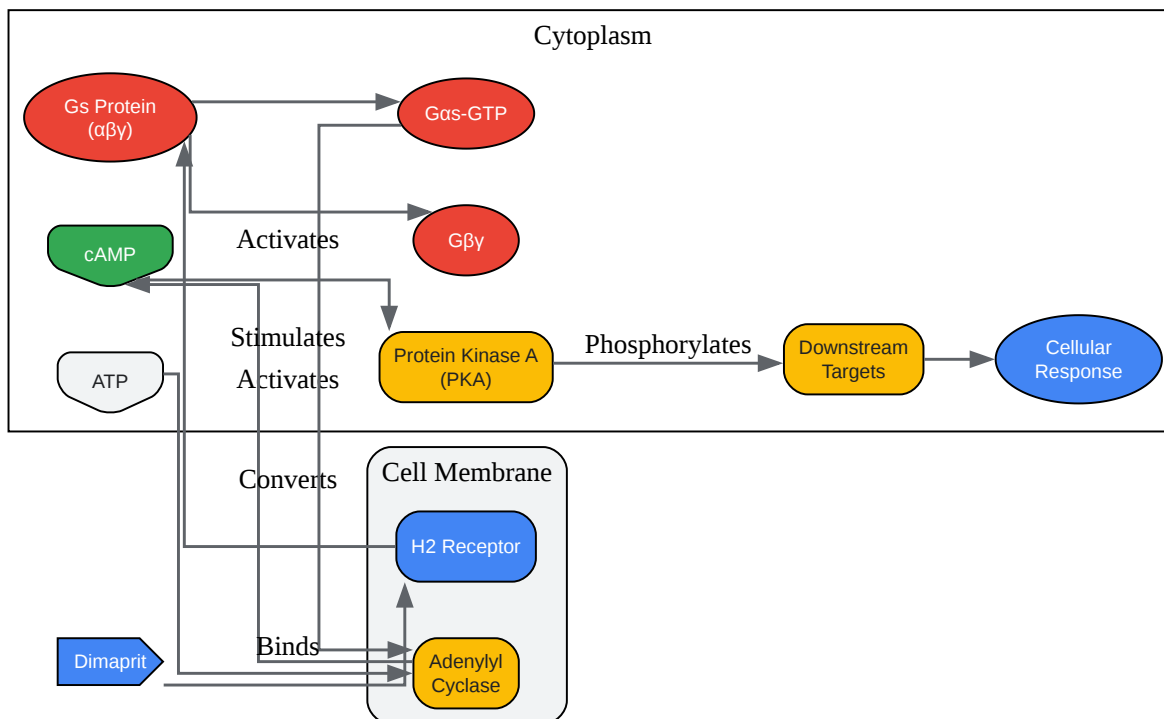 Cytoplasm
Gs Protein
(αβγ)
Gαs-GTP
Activates
Gβγ
cAMP
Stimulates
Protein Kinase A
(PKA)
Phosphorylates
Downstream
Targets
Cellular
Response
ATP
Activates
Converts
Cell Membrane
H2 Receptor
Dimaprit
Binds
Adenylyl
Cyclase